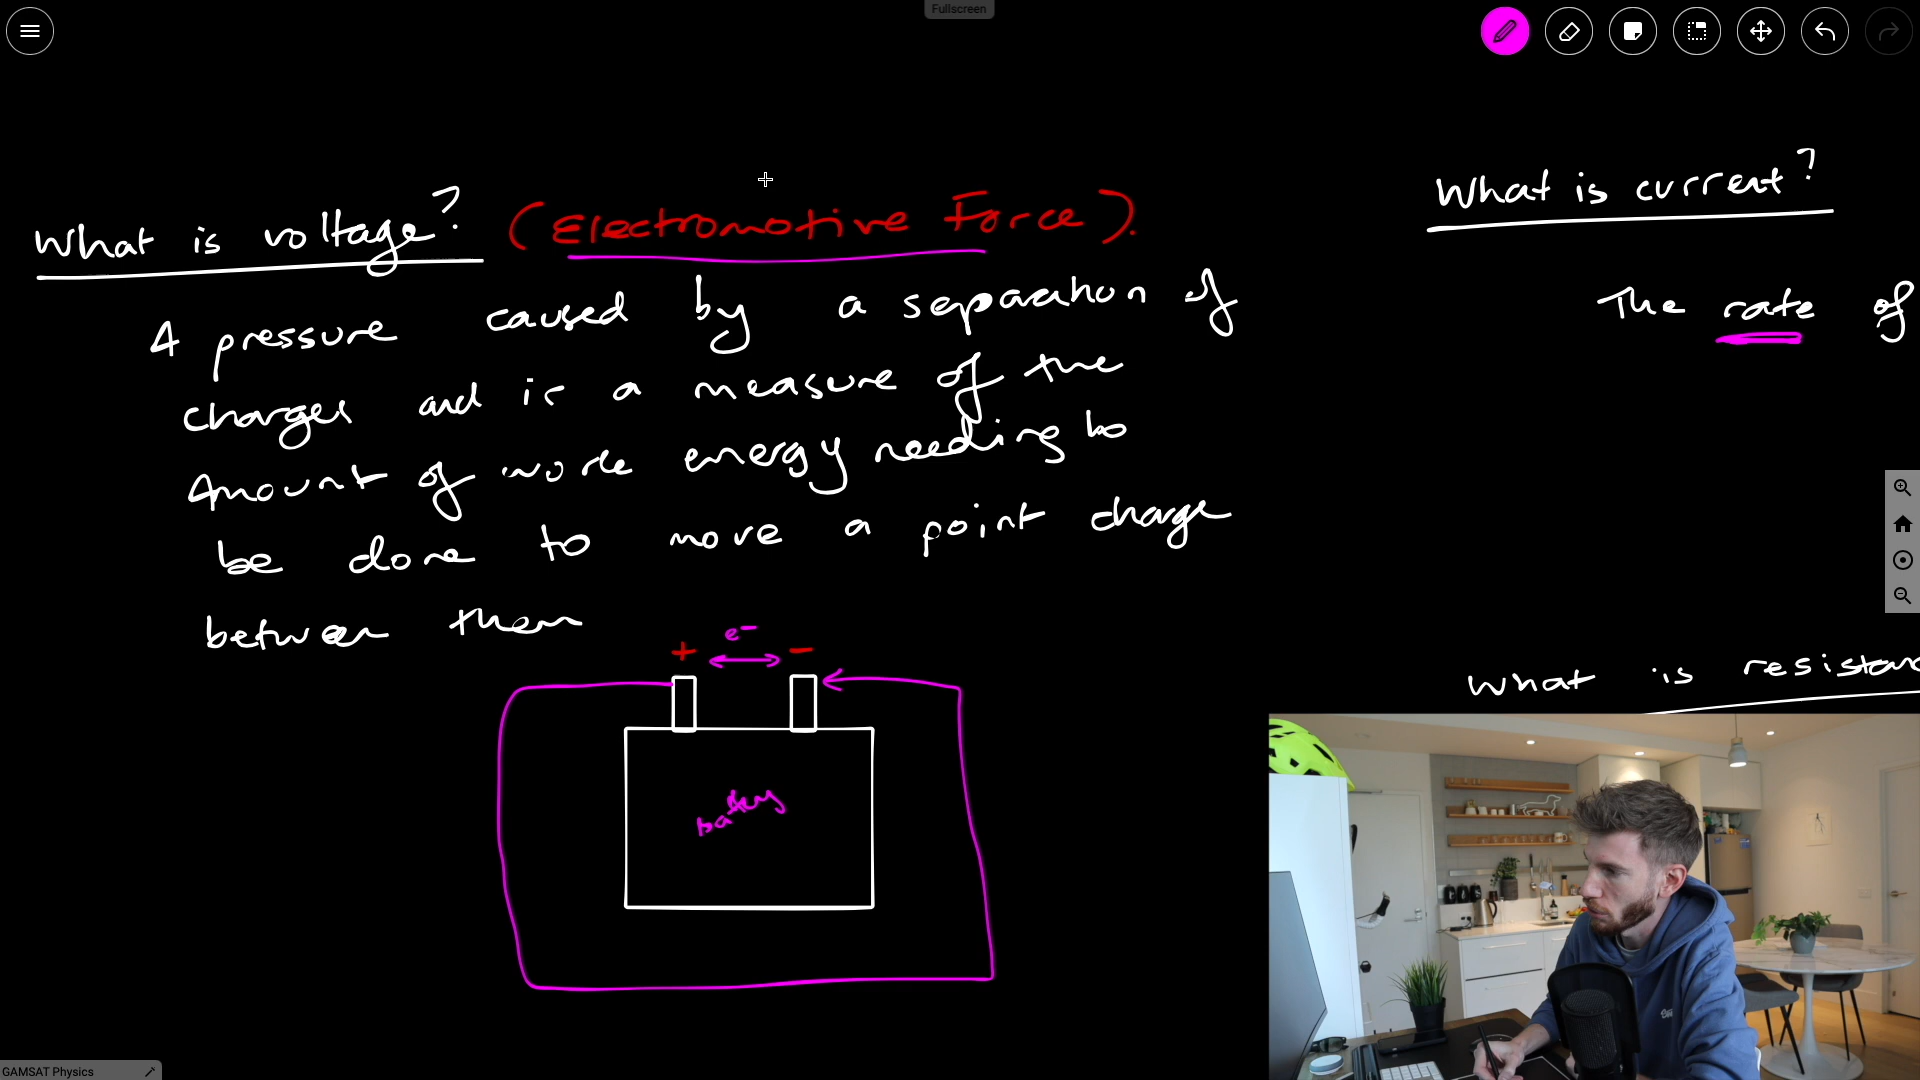 Fullscreen
What is voltage? (Electromotive Force).
A pressure caused by a separation of
charges and is a measure of the
Amount of work energy needing to
be done to move a point charge
between them
+ e⁻ -
battery
What is current?
The rate of
What is resistanc
GAMSAT Physics